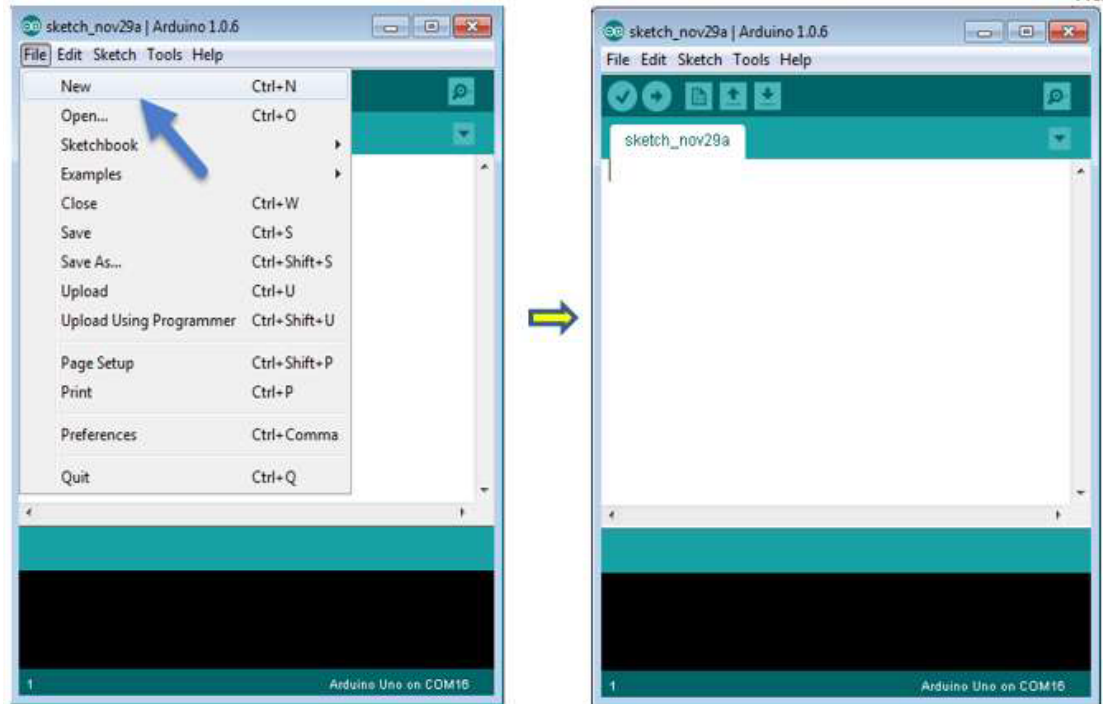 sketch_nov29a | Arduino 1.0.6
File Edit Sketch Tools Help
New Ctrl+N
Open... Ctrl+O
Sketchbook
Examples
Close Ctrl+W
Save Ctrl+S
Save As... Ctrl+Shift+S
Upload Ctrl+U
Upload Using Programmer Ctrl+Shift+U
Page Setup Ctrl+Shift+P
Print Ctrl+P
Preferences Ctrl+Comma
Quit Ctrl+Q
1 Arduino Uno on COM16
sketch_nov29a | Arduino 1.0.6
File Edit Sketch Tools Help
sketch_nov29a
1 Arduino Uno on COM16